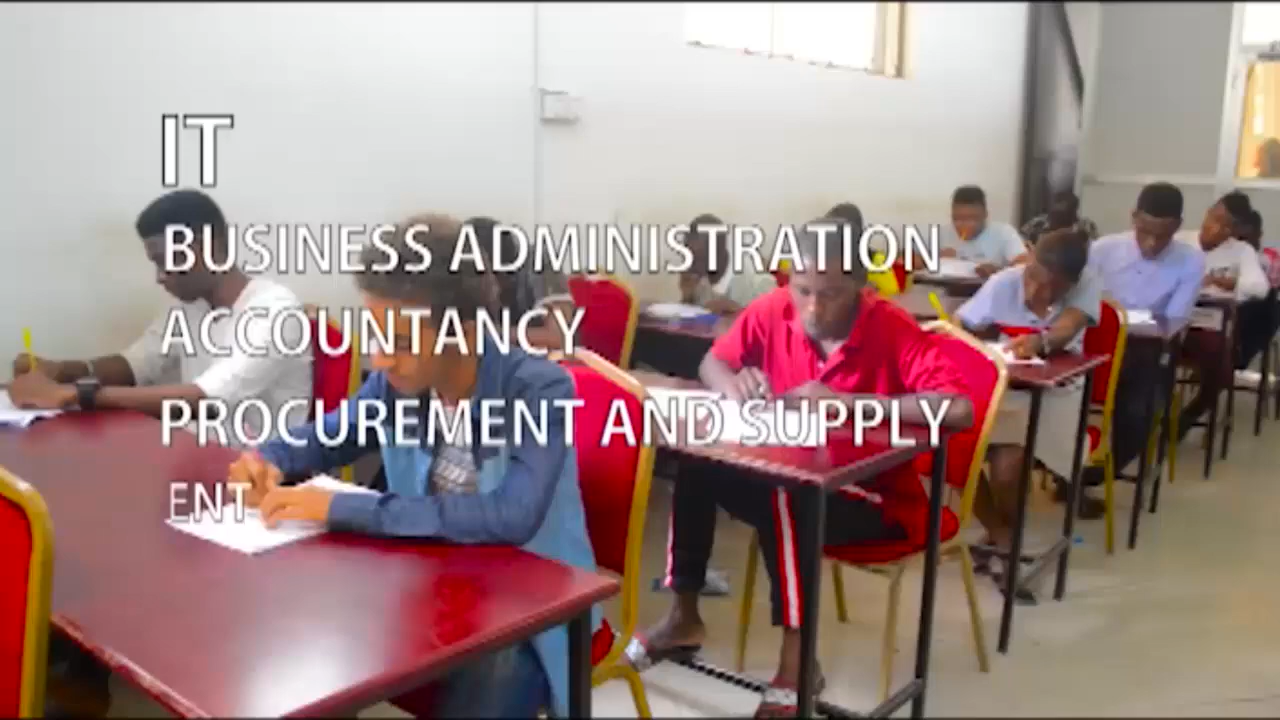 IT
BUSINESS ADMINISTRATION
ACCOUNTANCY
PROCUREMENT AND SUPPLY
ENT